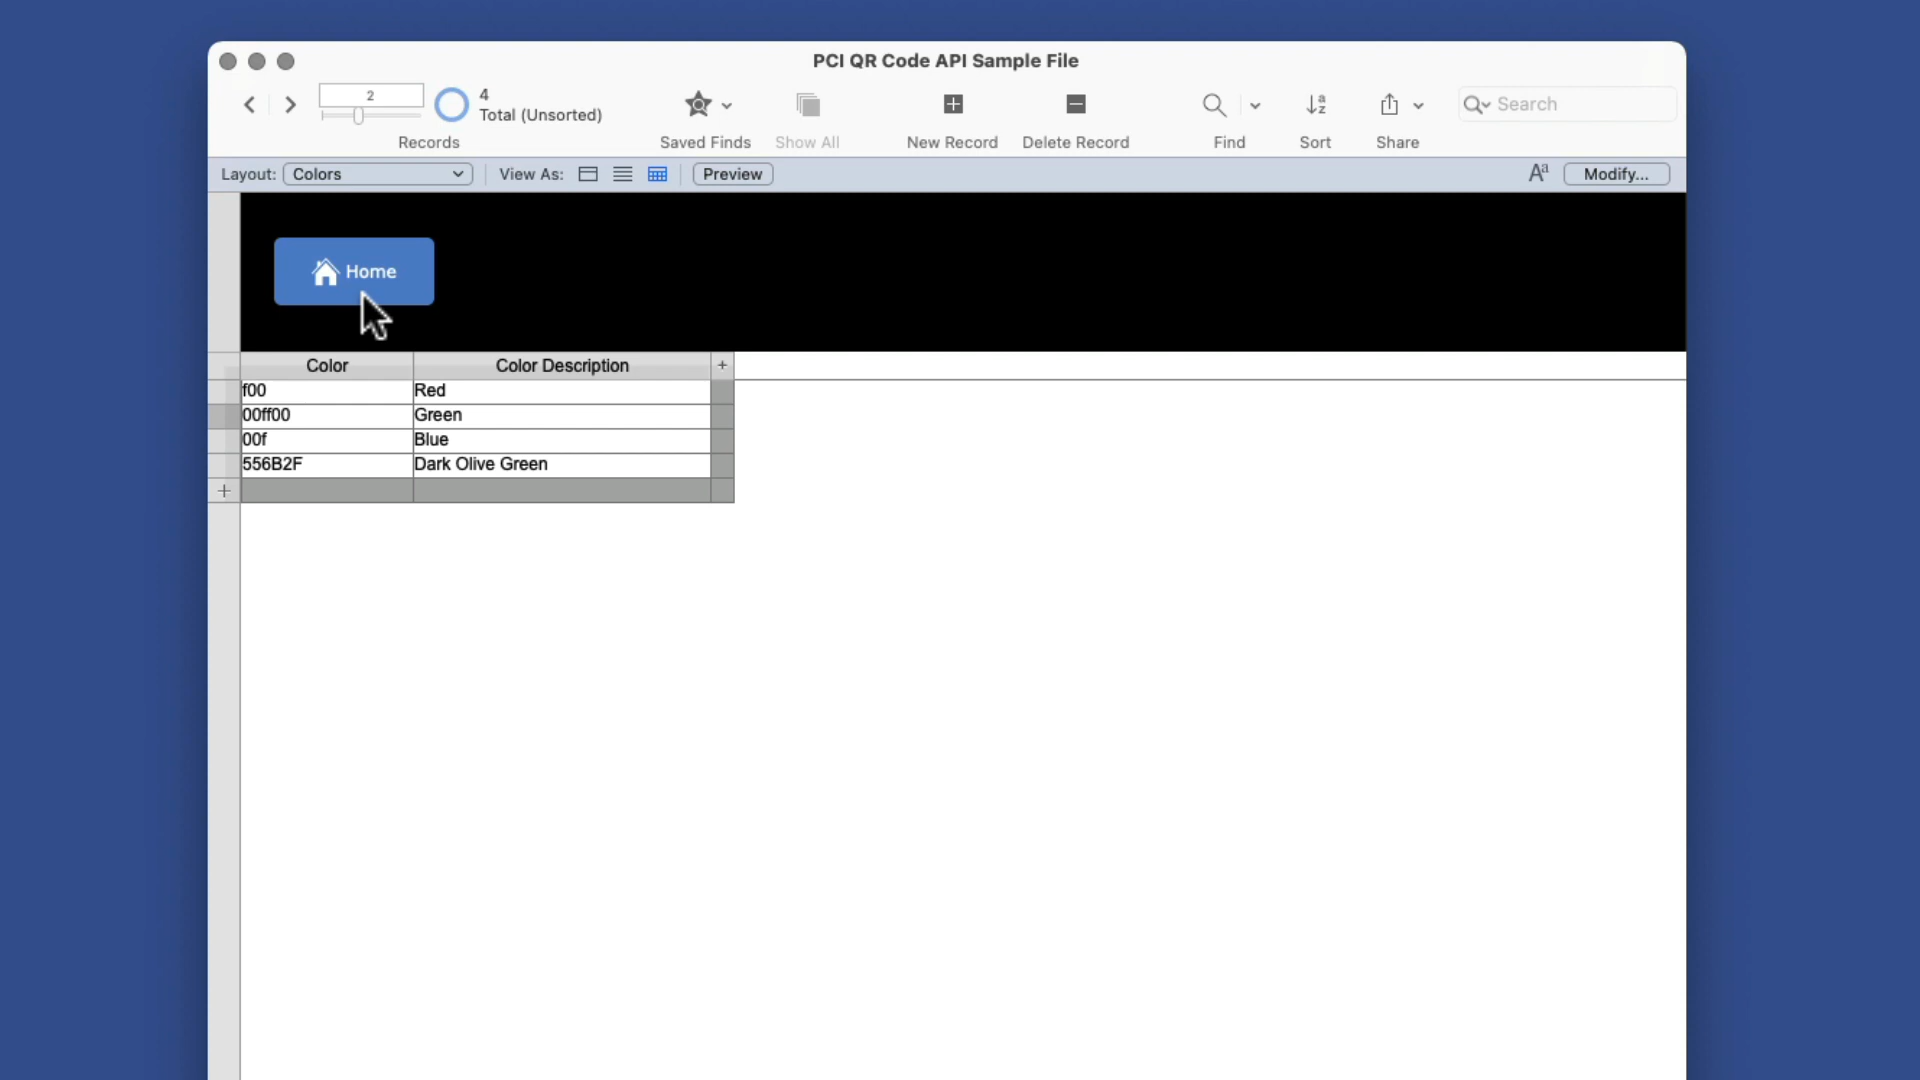 PCI QR Code API Sample File
2
4
Total (Unsorted)
Records
Saved Finds
Show All
New Record
Delete Record
Find
Sort
Share
Search
Layout: Colors
View As:
Preview
Aa
Modify...
Home
Color Color Description +
f00 Red
00ff00 Green
00f Blue
556B2F Dark Olive Green
+